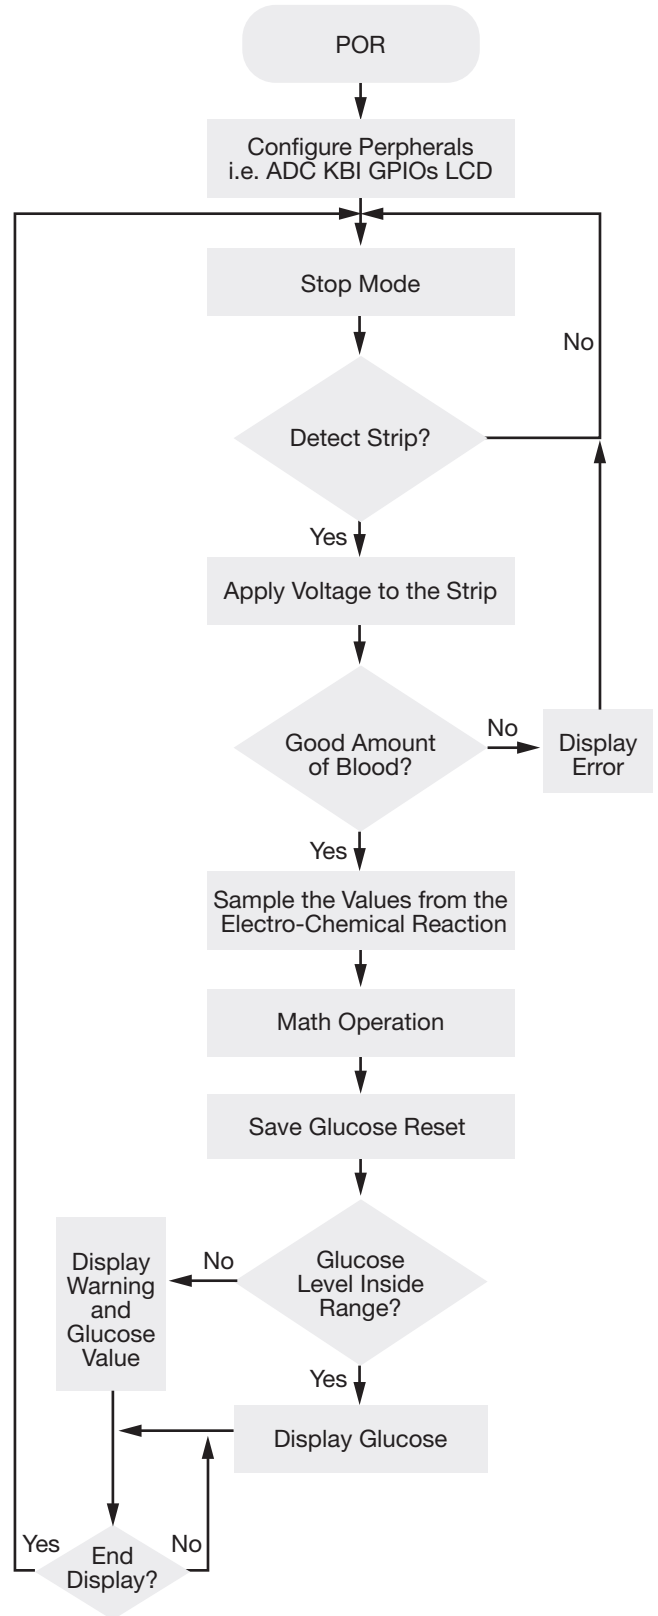 POR
Configure Perpherals
i.e. ADC KBI GPIOs LCD
Stop Mode
No
Detect Strip?
Yes
Apply Voltage to the Strip
Good Amount
of Blood?
No
Display
Error
Yes
Sample the Values from the
Electro-Chemical Reaction
Math Operation
Save Glucose Reset
Glucose
Level Inside
Range?
No
Display
Warning
and
Glucose
Value
Yes
Display Glucose
Yes
No
End
Display?